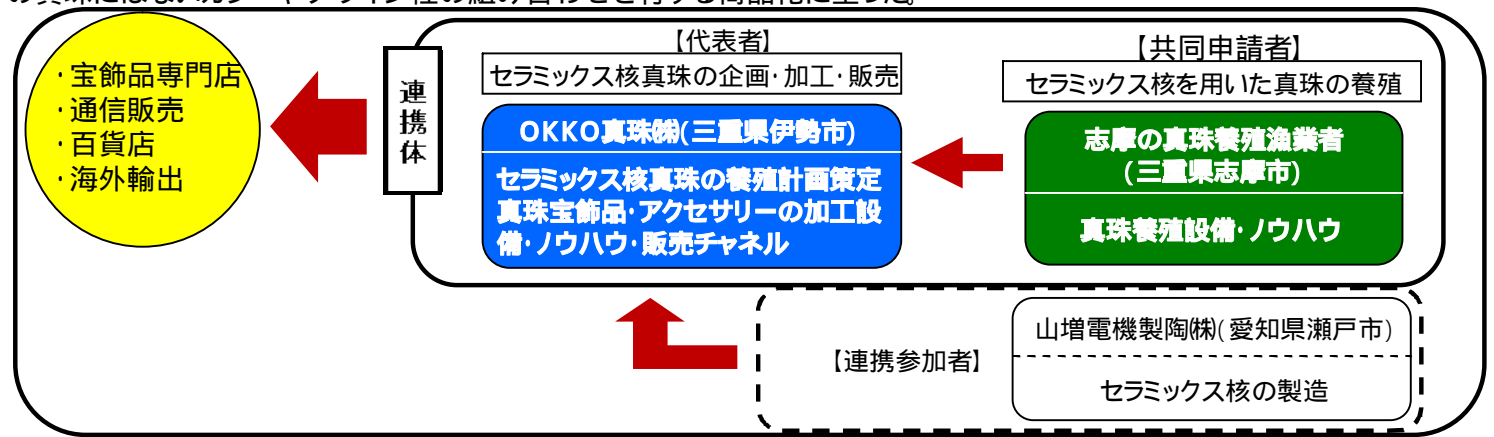 ・宝飾品専門店
・通信販売
・百貨店
・海外輸出
連携体
【代表者】
セラミックス核真珠の企画・加工・販売
OKKO真珠㈱(三重県伊勢市)
セラミックス核真珠の養殖計画策定
真珠宝飾品・アクセサリーの加工設
備・ノウハウ・販売チャネル
【共同申請者】
セラミックス核を用いた真珠の養殖
志摩の真珠養殖漁業者
(三重県志摩市)
真珠養殖設備・ノウハウ
【連携参加者】
山増電機製陶㈱(愛知県瀬戸市)
セラミックス核の製造